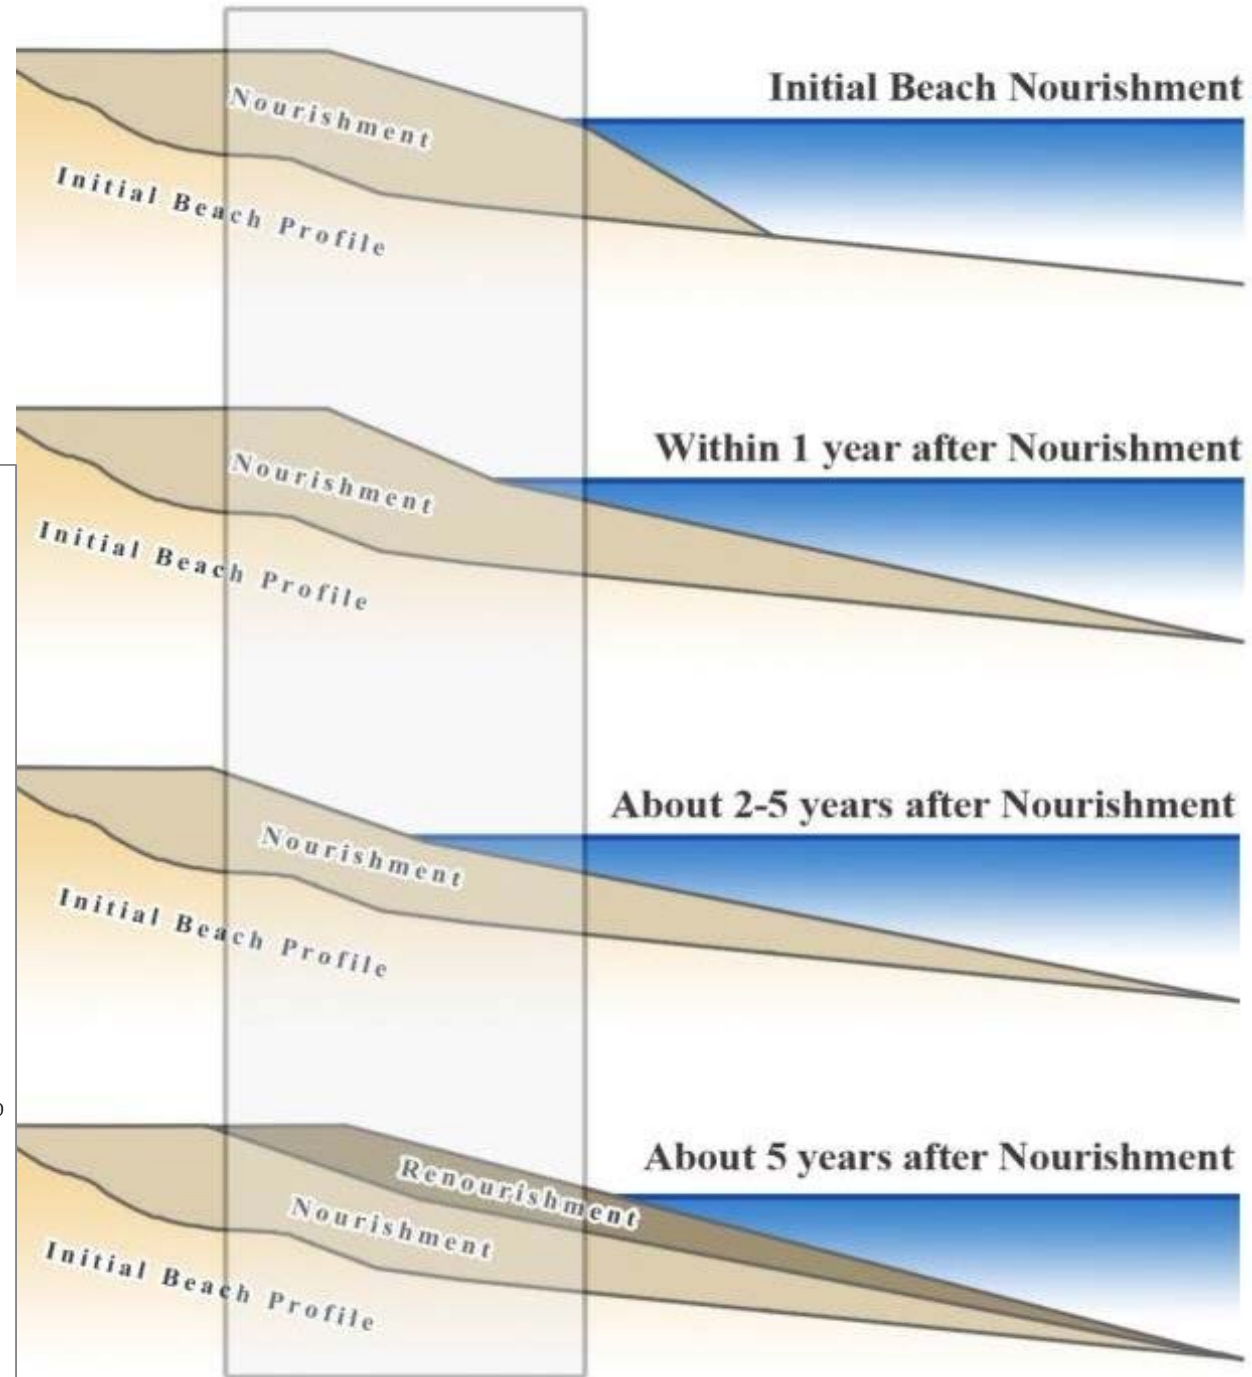 Initial Beach Nourishment
Nourishment
Initial Beach Profile
Within 1 year after Nourishment
Nourishment
Initial Beach Profile
About 2-5 years after Nourishment
Nourishment
Initial Beach Profile
About 5 years after Nourishment
Renourishment
Nourishment
Initial Beach Profile